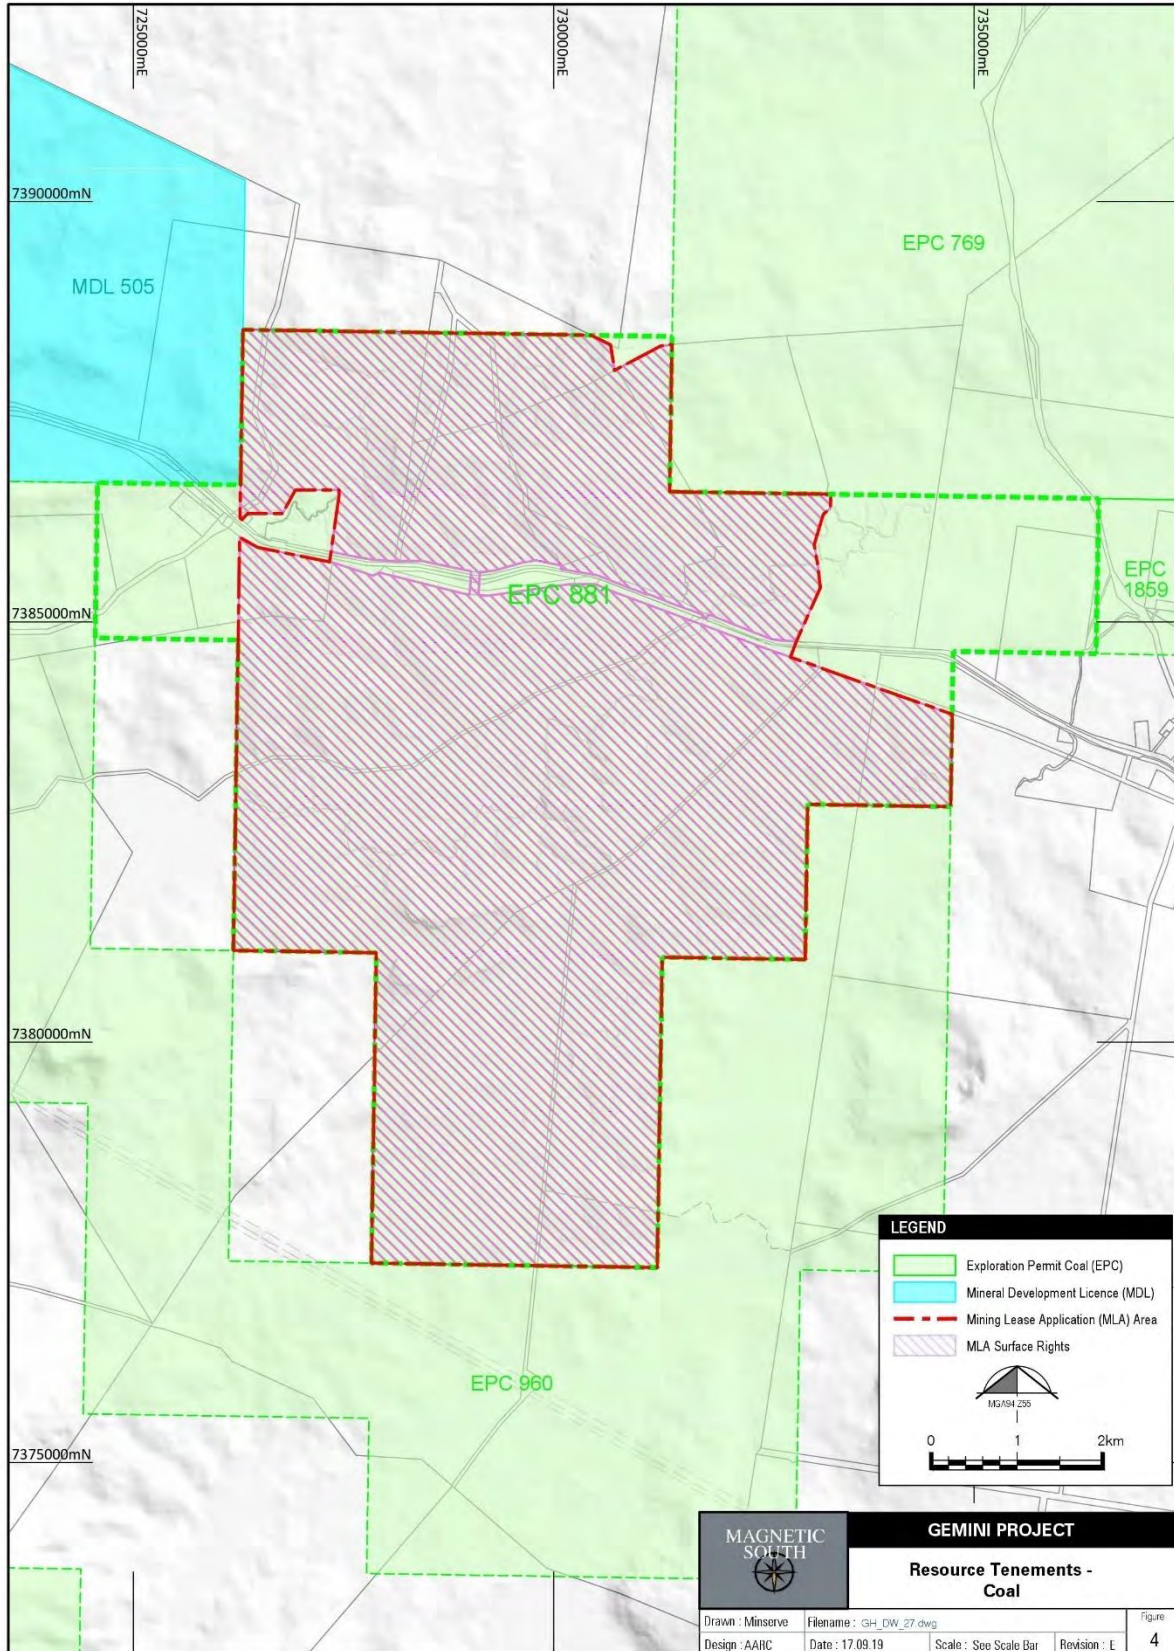 725000mE
730000mE
735000mE
7390000mN
EPC 769
MDL 505
EPC
1859
EPC 881
7385000mN
7380000mN
EPC 960
7375000mN
LEGEND
Exploration Permit Coal (EPC)
Mineral Development Licence (MDL)
Mining Lease Application (MLA) Area
MLA Surface Rights
MGA94 Z55
0 1 2km
MAGNETIC
SOUTH
GEMINI PROJECT
Resource Tenements -
Coal
Drawn : Minserve
Filename : GH_DW_27.dwg
Figure
4
Design : AARC
Date : 17.09.19
Scale : See Scale Bar
Revision : E